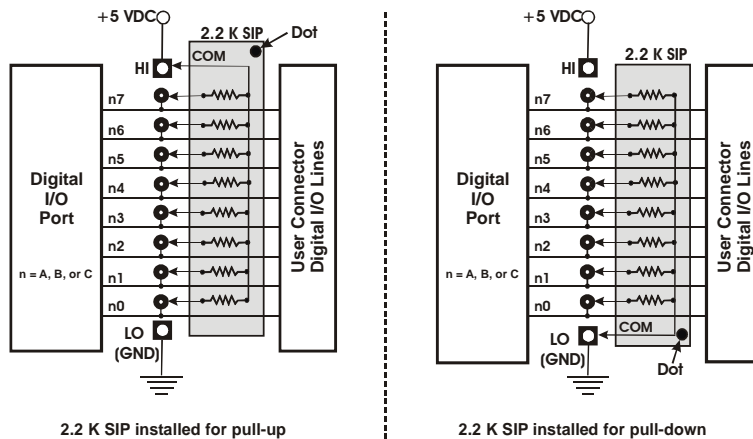 +5 VDC
2.2 K SIP
Dot
COM
HI
n7
n6
n5
n4
n3
n2
n1
n0
Digital
I/O
Port
n = A, B, or C
User Connector
Digital I/O Lines
LO
(GND)
2.2 K SIP installed for pull-up
+5 VDC
2.2 K SIP
HI
n7
n6
n5
n4
n3
n2
n1
n0
Digital
I/O
Port
n = A, B, or C
User Connector
Digital I/O Lines
LO
(GND)
COM
Dot
2.2 K SIP installed for pull-down